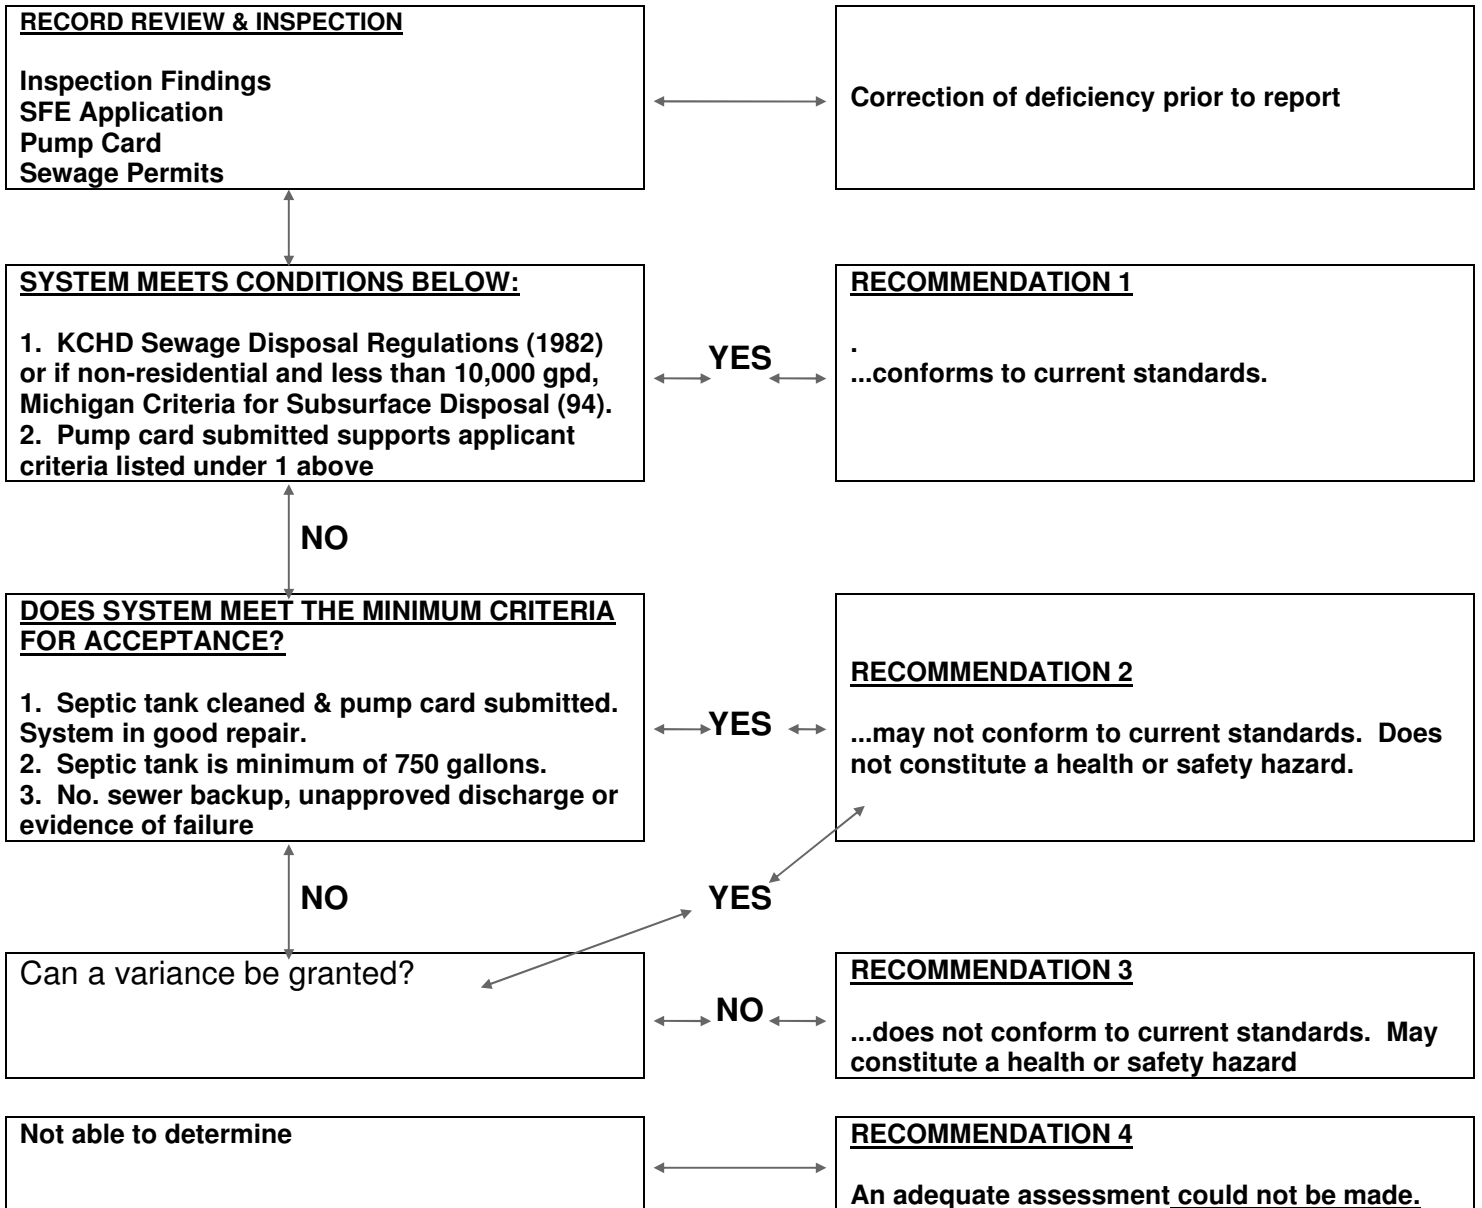 RECORD REVIEW & INSPECTION
Inspection Findings
SFE Application
Pump Card
Sewage Permits
Correction of deficiency prior to report
SYSTEM MEETS CONDITIONS BELOW:
1. KCHD Sewage Disposal Regulations (1982)
or if non-residential and less than 10,000 gpd,
Michigan Criteria for Subsurface Disposal (94).
2. Pump card submitted supports applicant
criteria listed under 1 above
YES
RECOMMENDATION 1
.
...conforms to current standards.
NO
DOES SYSTEM MEET THE MINIMUM CRITERIA
FOR ACCEPTANCE?
1. Septic tank cleaned & pump card submitted.
System in good repair.
2. Septic tank is minimum of 750 gallons.
3. No. sewer backup, unapproved discharge or
evidence of failure
YES
RECOMMENDATION 2
...may not conform to current standards. Does
not constitute a health or safety hazard.
NO
YES
Can a variance be granted?
NO
RECOMMENDATION 3
...does not conform to current standards. May
constitute a health or safety hazard
Not able to determine
RECOMMENDATION 4
An adequate assessment could not be made.